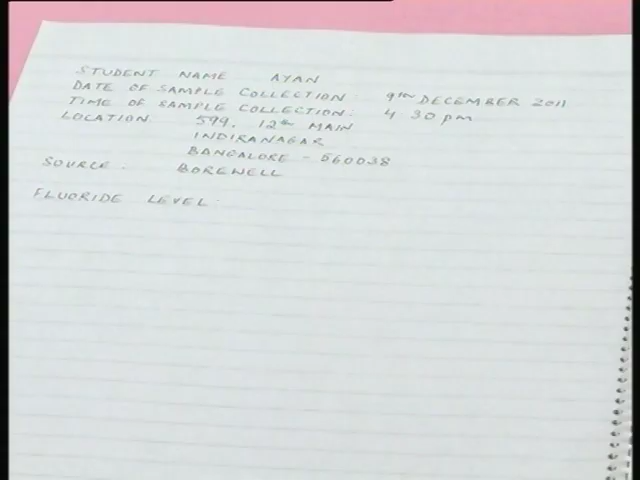 STUDENT NAME AYAN
DATE OF SAMPLE COLLECTION: 9TH DECEMBER 2011
TIME OF SAMPLE COLLECTION: 4 30 pm
LOCATION: 599, 12th MAIN
INDIRANAGAR
BANGALORE - 560038
SOURCE: BOREWELL
FLUORIDE LEVEL: